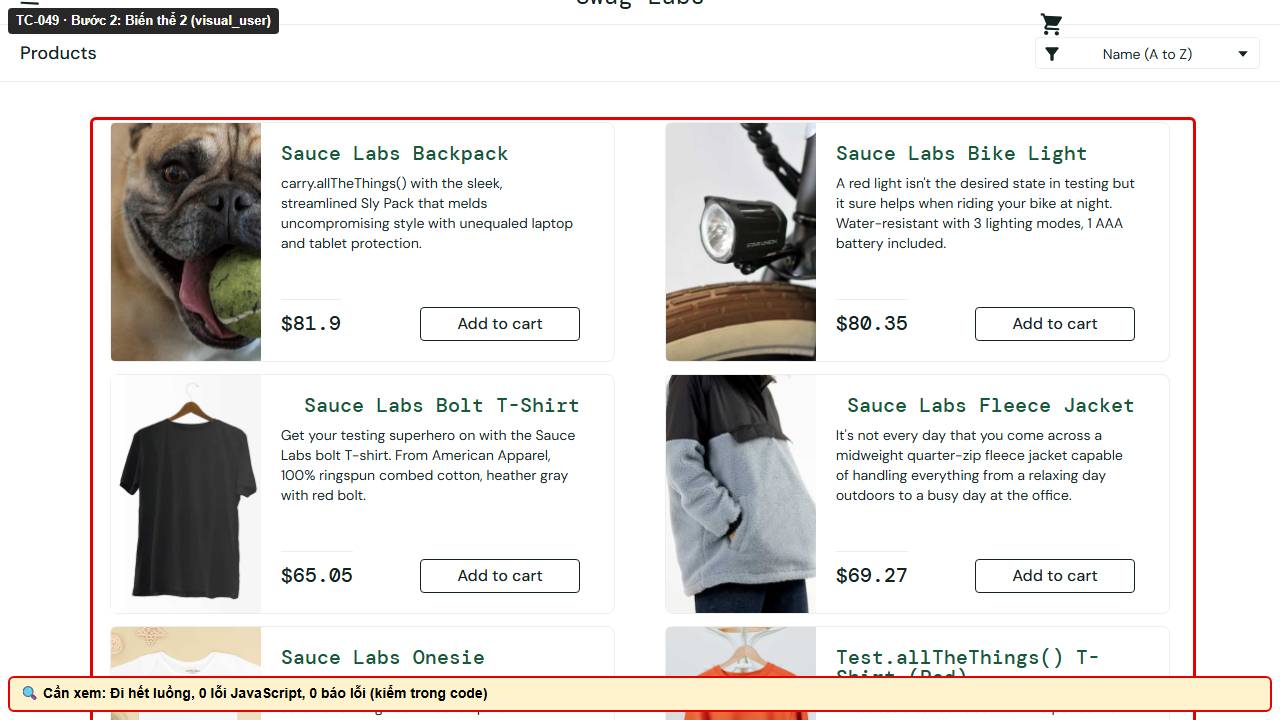 Swag Labs
TC-049 · Bước 2: Biến thể 2 (visual_user)
Products
Name (A to Z)
Sauce Labs Backpack
carry.allTheThings() with the sleek,
streamlined Sly Pack that melds
uncompromising style with unequaled laptop
and tablet protection.
$81.9
Add to cart
Sauce Labs Bike Light
A red light isn't the desired state in testing but
it sure helps when riding your bike at night.
Water-resistant with 3 lighting modes, 1 AAA
battery included.
$80.35
Add to cart
Sauce Labs Bolt T-Shirt
Get your testing superhero on with the Sauce
Labs bolt T-shirt. From American Apparel,
100% ringspun combed cotton, heather gray
with red bolt.
$65.05
Add to cart
Sauce Labs Fleece Jacket
It's not every day that you come across a
midweight quarter-zip fleece jacket capable
of handling everything from a relaxing day
outdoors to a busy day at the office.
$69.27
Add to cart
Sauce Labs Onesie
Test.allTheThings() T-
Shirt (Red)
🔍 Cần xem: Đi hết luồng, 0 lỗi JavaScript, 0 báo lỗi (kiểm trong code)